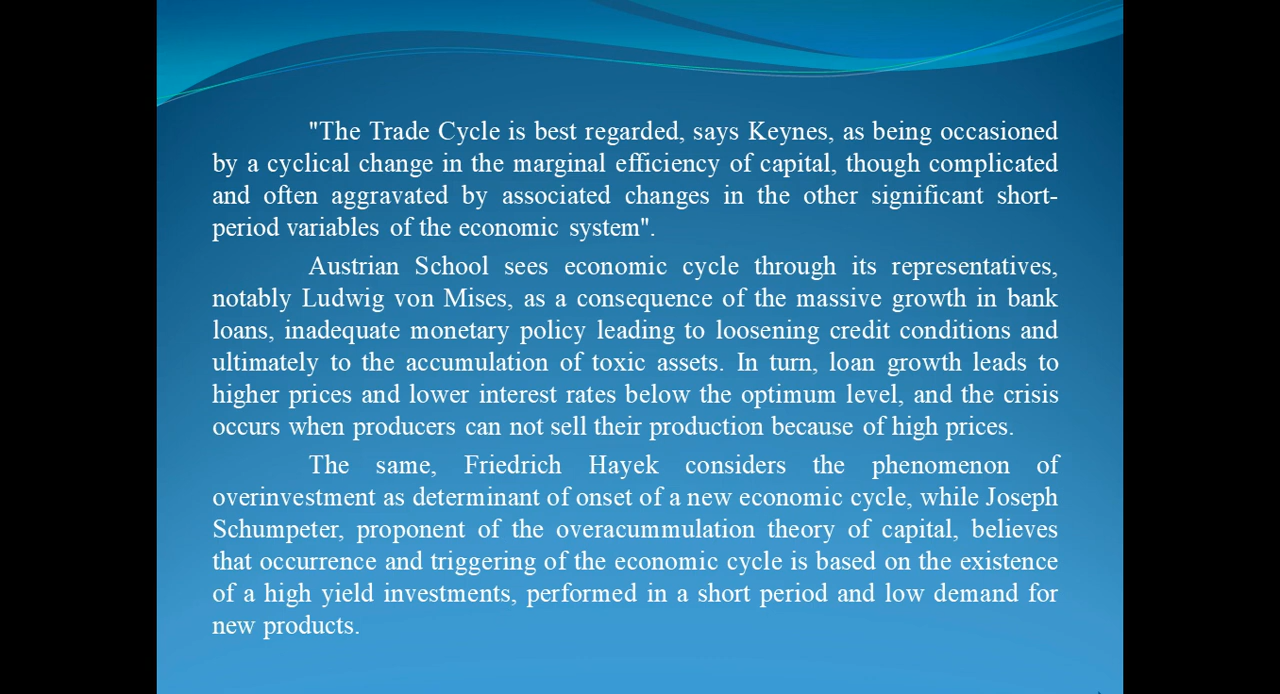 "The Trade Cycle is best regarded, says Keynes, as being occasioned
by a cyclical change in the marginal efficiency of capital, though complicated
and often aggravated by associated changes in the other significant short-
period variables of the economic system".
Austrian School sees economic cycle through its representatives,
notably Ludwig von Mises, as a consequence of the massive growth in bank
loans, inadequate monetary policy leading to loosening credit conditions and
ultimately to the accumulation of toxic assets. In turn, loan growth leads to
higher prices and lower interest rates below the optimum level, and the crisis
occurs when producers can not sell their production because of high prices.
The same, Friedrich Hayek considers the phenomenon of
overinvestment as determinant of onset of a new economic cycle, while Joseph
Schumpeter, proponent of the overacummulation theory of capital, believes
that occurrence and triggering of the economic cycle is based on the existence
of a high yield investments, performed in a short period and low demand for
new products.